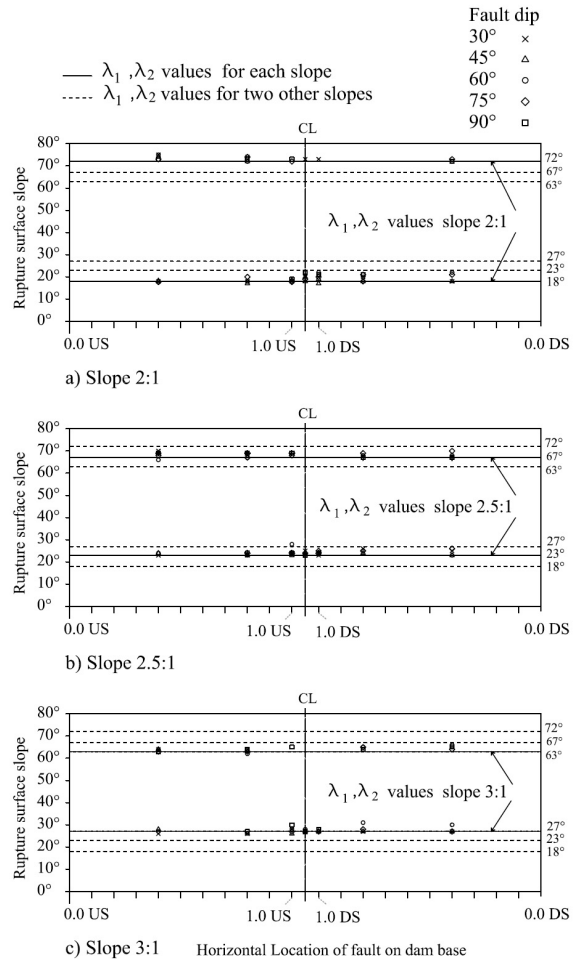 Fault dip
30°
45°
60°
75°
90°
λ1 ,λ2 values for each slope
λ1 ,λ2 values for two other slopes
CL
80°
70°
60°
50°
40°
30°
20°
10°
0°
Rupture surface slope
72°
67°
63°
27°
23°
18°
λ1 ,λ2 values slope 2:1
0.0 US
1.0 US
1.0 DS
0.0 DS
a) Slope 2:1
CL
80°
70°
60°
50°
40°
30°
20°
10°
0°
Rupture surface slope
72°
67°
63°
27°
23°
18°
λ1 ,λ2 values slope 2.5:1
0.0 US
1.0 US
1.0 DS
0.0 DS
b) Slope 2.5:1
CL
80°
70°
60°
50°
40°
30°
20°
10°
0°
Rupture surface slope
72°
67°
63°
27°
23°
18°
λ1 ,λ2 values slope 3:1
0.0 US
1.0 US
1.0 DS
0.0 DS
c) Slope 3:1
Horizontal Location of fault on dam base